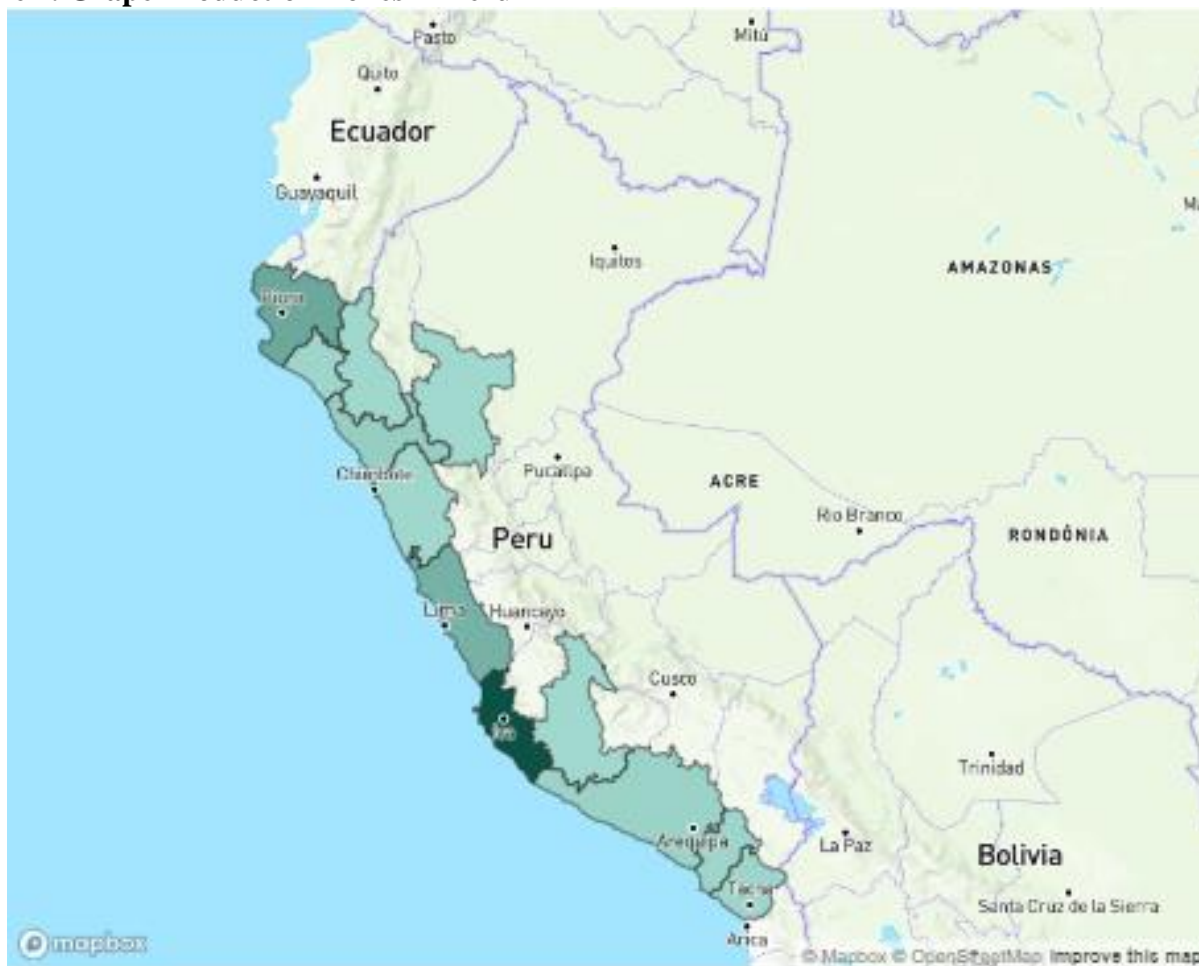 Pasto
Mitú
Quito
Ecuador
Guayaquil
Iquitos
AMAZONAS
Piura
Pucallpa
ACRE
Chimbote
Rio Branco
Peru
RONDÔNIA
Lima
Huancayo
Cusco
Ica
Trinidad
Arequipa
La Paz
Bolivia
Tacna
Santa Cruz de la Sierra
Arica
mapbox
© Mapbox © OpenStreetMap Improve this map